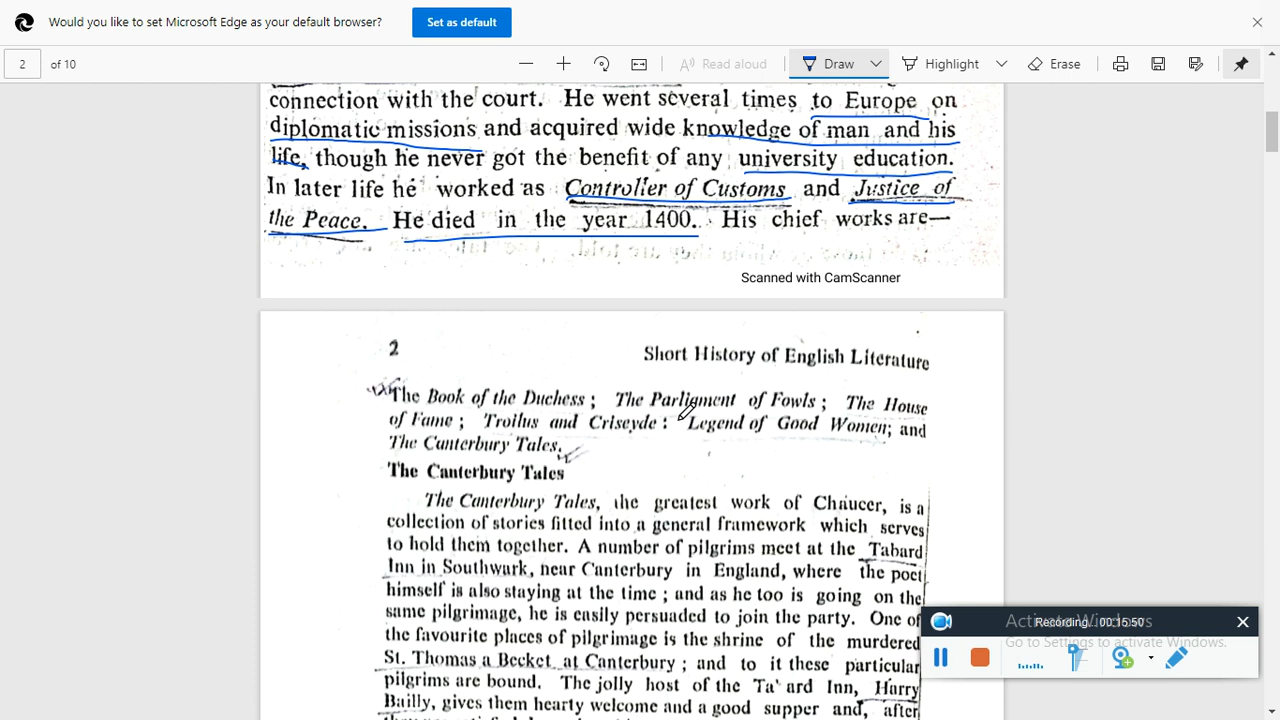 Would you like to set Microsoft Edge as your default browser?
Set as default
2 of 10
Read aloud
Draw
Highlight
Erase
connection with the court. He went several times to Europe on
diplomatic missions and acquired wide knowledge of man and his
life, though he never got the benefit of any university education.
In later life he worked as Controller of Customs and Justice of
the Peace. He died in the year 1400. His chief works are—
Scanned with CamScanner
2
Short History of English Literature
The Book of the Duchess ; The Parliament of Fowls ; The House
of Fame ; Troilus and Criseyde : Legend of Good Women; and
The Canterbury Tales.
The Canterbury Tales
The Canterbury Tales, the greatest work of Chaucer, is a
collection of stories fitted into a general framework which serves
to hold them together. A number of pilgrims meet at the Tabard
Inn in Southwark, near Canterbury in England, where the poet
himself is also staying at the time ; and as he too is going on the
same pilgrimage, he is easily persuaded to join the party. One of
the favourite places of pilgrimage is the shrine of the murdered
St. Thomas a Becket at Canterbury ; and to it these particular
pilgrims are bound. The jolly host of the Ta ard Inn, Harry
Bailly, gives them hearty welcome and a good supper and, after
Activate Windows
Recording... 00:16:50
Go to Settings to activate Windows.